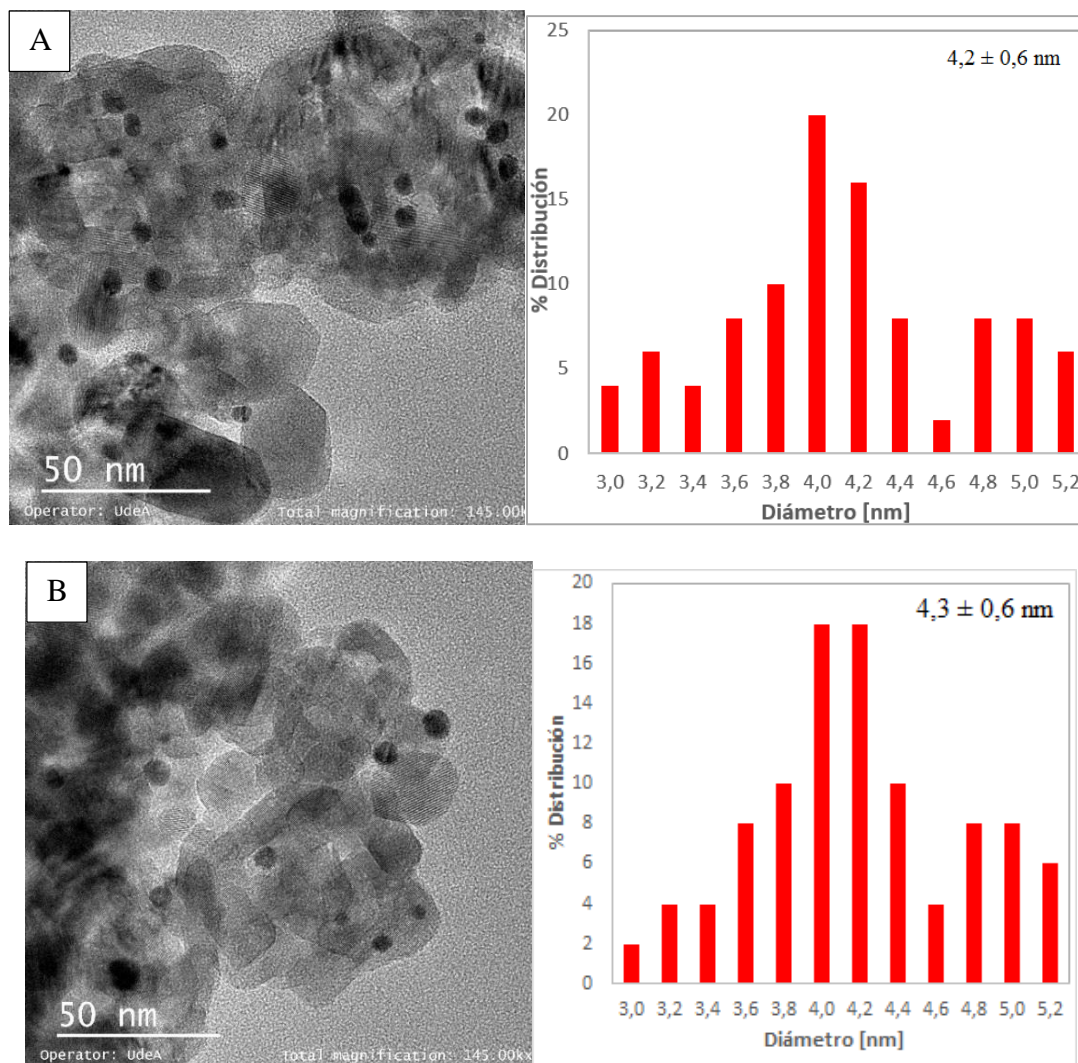 A
50 nm
Operator: UdeA
Total magnification: 145.00k
4,2 ± 0,6 nm
% Distribución
25
20
15
10
5
0
3,0 3,2 3,4 3,6 3,8 4,0 4,2 4,4 4,6 4,8 5,0 5,2
Diámetro [nm]
B
50 nm
Operator: UdeA
Total magnification: 145.00kx
4,3 ± 0,6 nm
% Distribución
20
18
16
14
12
10
8
6
4
2
0
3,0 3,2 3,4 3,6 3,8 4,0 4,2 4,4 4,6 4,8 5,0 5,2
Diámetro [nm]